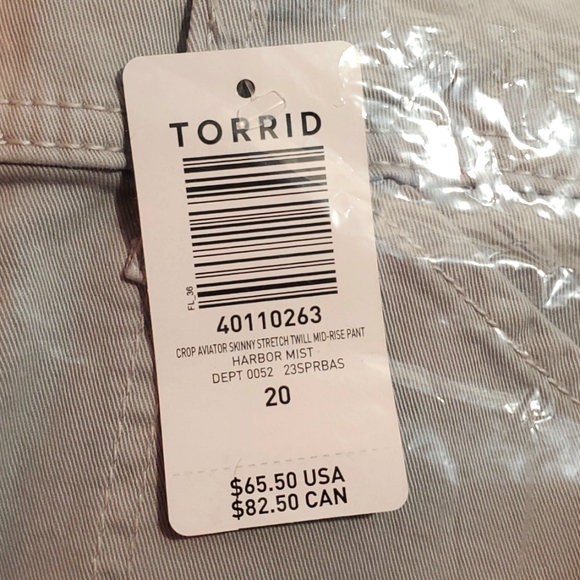 TORRID
FL_36
40110263
CROP AVIATOR SKINNY STRETCH TWILL MID-RISE PANT
HARBOR MIST
DEPT 0052 23SPRBAS
20
$65.50 USA
$82.50 CAN